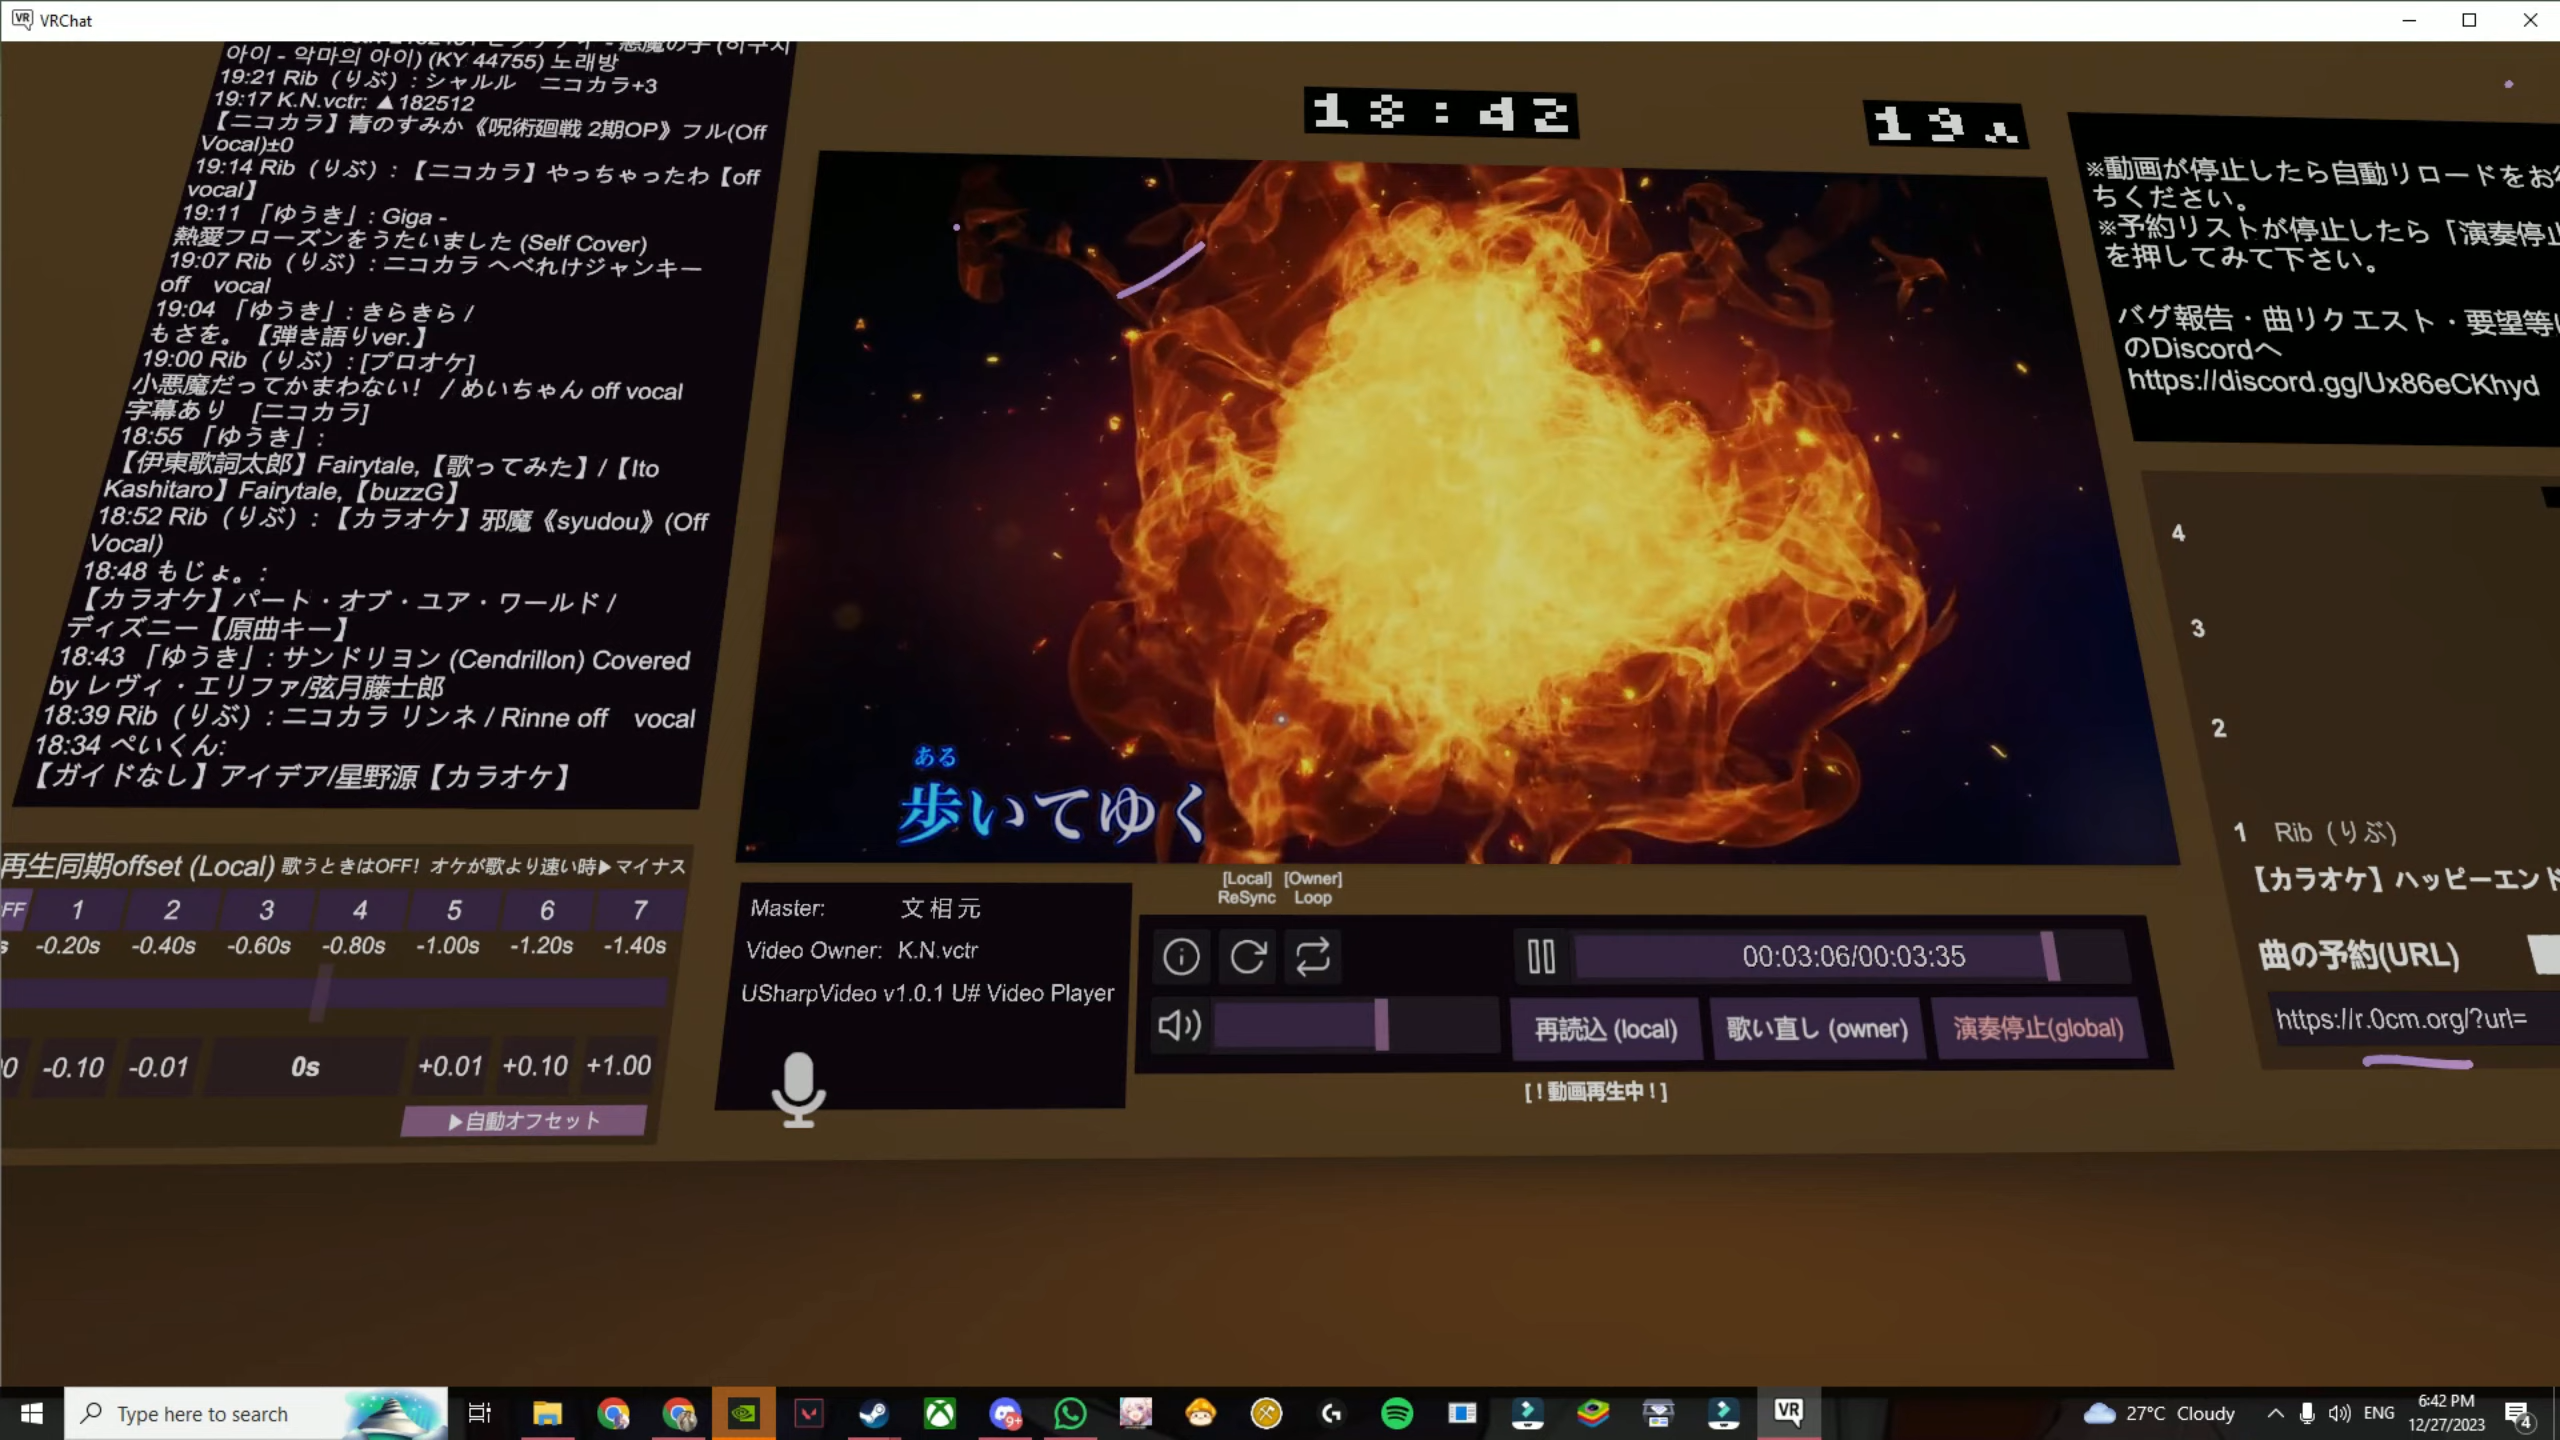 VRChat
아이 - 악마의 아이) (KY 44755) 노래방
19:21 Rib（りぶ）: シャルル　ニコカラ+3
19:17 K.N.vctr: ▲182512
【ニコカラ】青のすみか《呪術廻戦 2期OP》フル(Off
Vocal)±0
19:14 Rib（りぶ）:【ニコカラ】やっちゃったわ【off
vocal】
19:11 「ゆうき」: Giga -
熱愛フローズンをうたいました (Self Cover)
19:07 Rib（りぶ）: ニコカラ へべれけジャンキー
off　vocal
19:04 「ゆうき」: きらきら /
もさを。【弾き語りver.】
19:00 Rib（りぶ）: [プロオケ]
小悪魔だってかまわない！ / めいちゃん off vocal
字幕あり　[ニコカラ]
18:55 「ゆうき」:
【伊東歌詞太郎】Fairytale,【歌ってみた】/【Ito
Kashitaro】Fairytale,【buzzG】
18:52 Rib（りぶ）:【カラオケ】邪魔《syudou》(Off
Vocal)
18:48 もじょ。:
【カラオケ】パート・オブ・ユア・ワールド /
ディズニー【原曲キー】
18:43 「ゆうき」: サンドリヨン (Cendrillon) Covered
by レヴィ・エリファ/弦月藤士郎
18:39 Rib（りぶ）: ニコカラ リンネ / Rinne off　vocal
18:34 ぺいくん:
【ガイドなし】アイデア/星野源【カラオケ】
18:42
19人
※動画が停止したら自動リロードをお待
ちください。
※予約リストが停止したら「演奏停止
を押してみて下さい。
バグ報告・曲リクエスト・要望等は
のDiscordへ
https://discord.gg/Ux86eCKhyd
ある
歩いてゆく
4
3
2
1 Rib（りぶ）
【カラオケ】ハッピーエンド
曲の予約(URL)
https://r.0cm.org/?url=
再生同期offset (Local) 歌うときはOFF! オケが歌より速い時▶マイナス
FF 1 2 3 4 5 6 7
s -0.20s -0.40s -0.60s -0.80s -1.00s -1.20s -1.40s
-0.10 -0.01 0s +0.01 +0.10 +1.00
▶自動オフセット
Master: 文相元
Video Owner: K.N.vctr
USharpVideo v1.0.1 U# Video Player
[Local] [Owner]
ReSync Loop
00:03:06/00:03:35
再読込 (local) 歌い直し (owner) 演奏停止(global)
[ ! 動画再生中 ! ]
Type here to search
9+
VR
27°C Cloudy
ENG
6:42 PM
12/27/2023
4